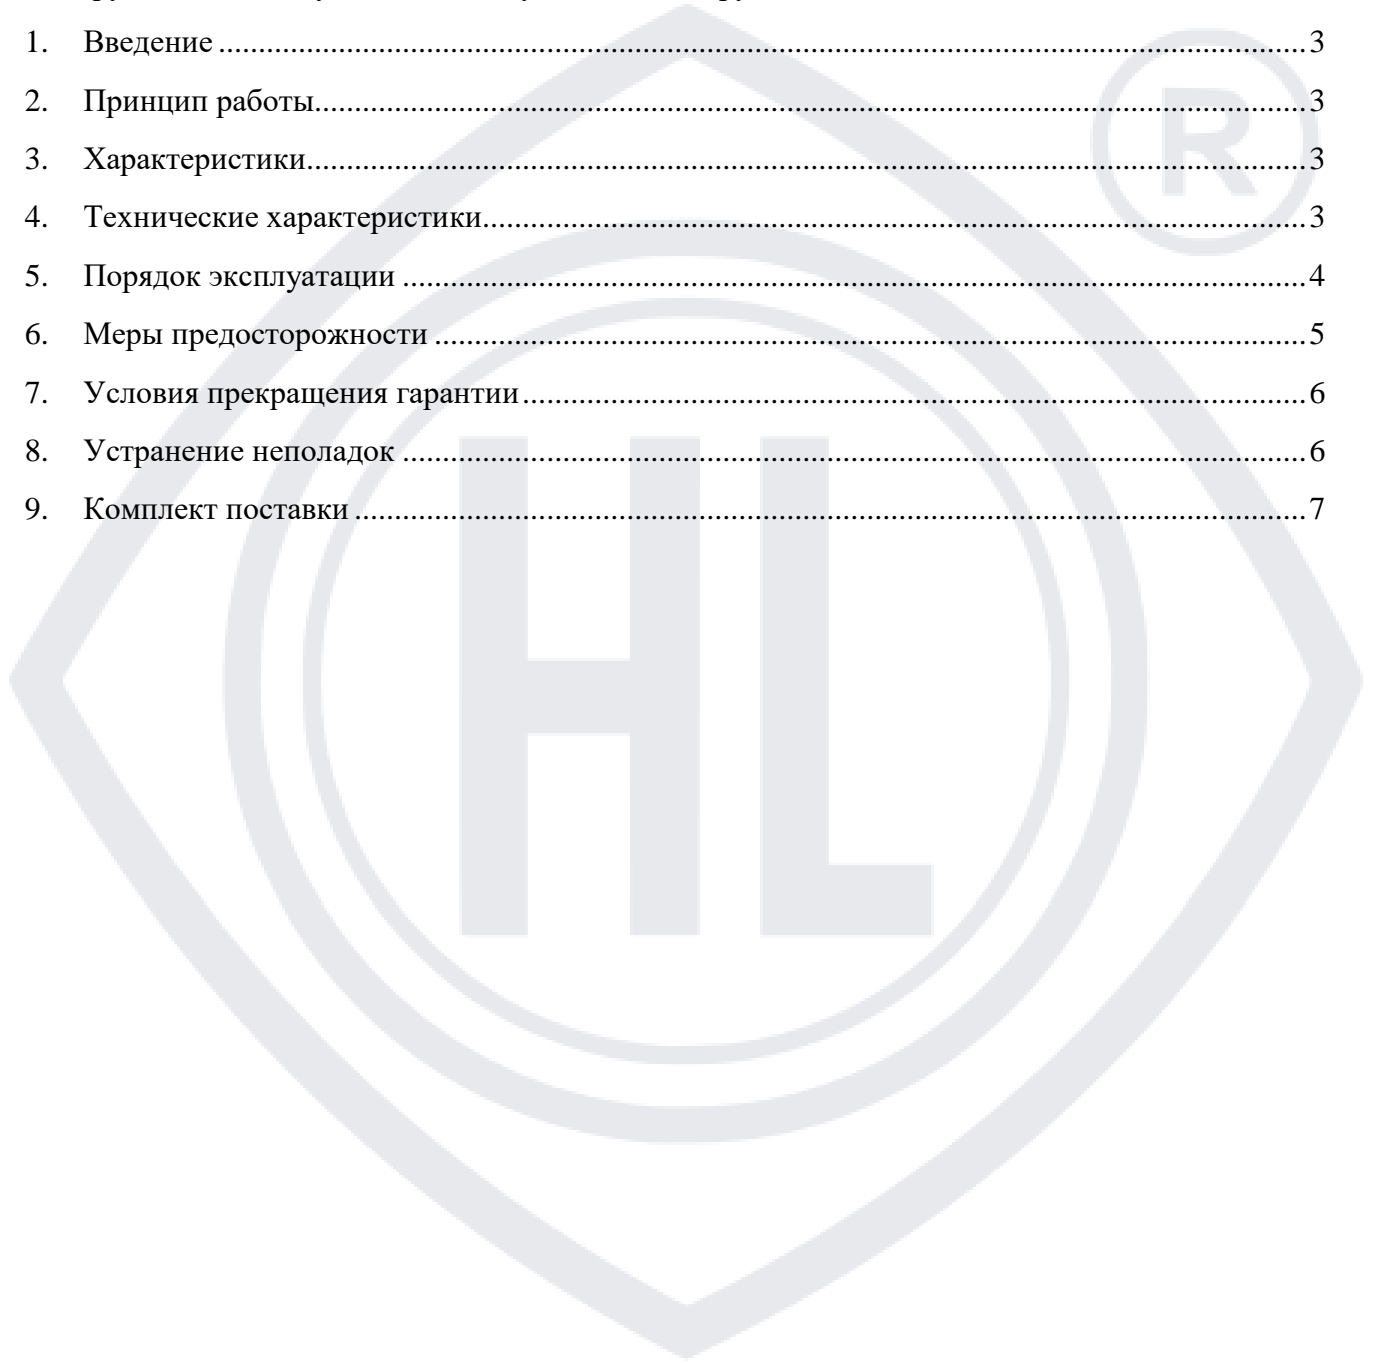 1. Введение 3
2. Принцип работы 3
3. Характеристики 3
4. Технические характеристики 3
5. Порядок эксплуатации 4
6. Меры предосторожности 5
7. Условия прекращения гарантии 6
8. Устранение неполадок 6
9. Комплект поставки 7
®
HL